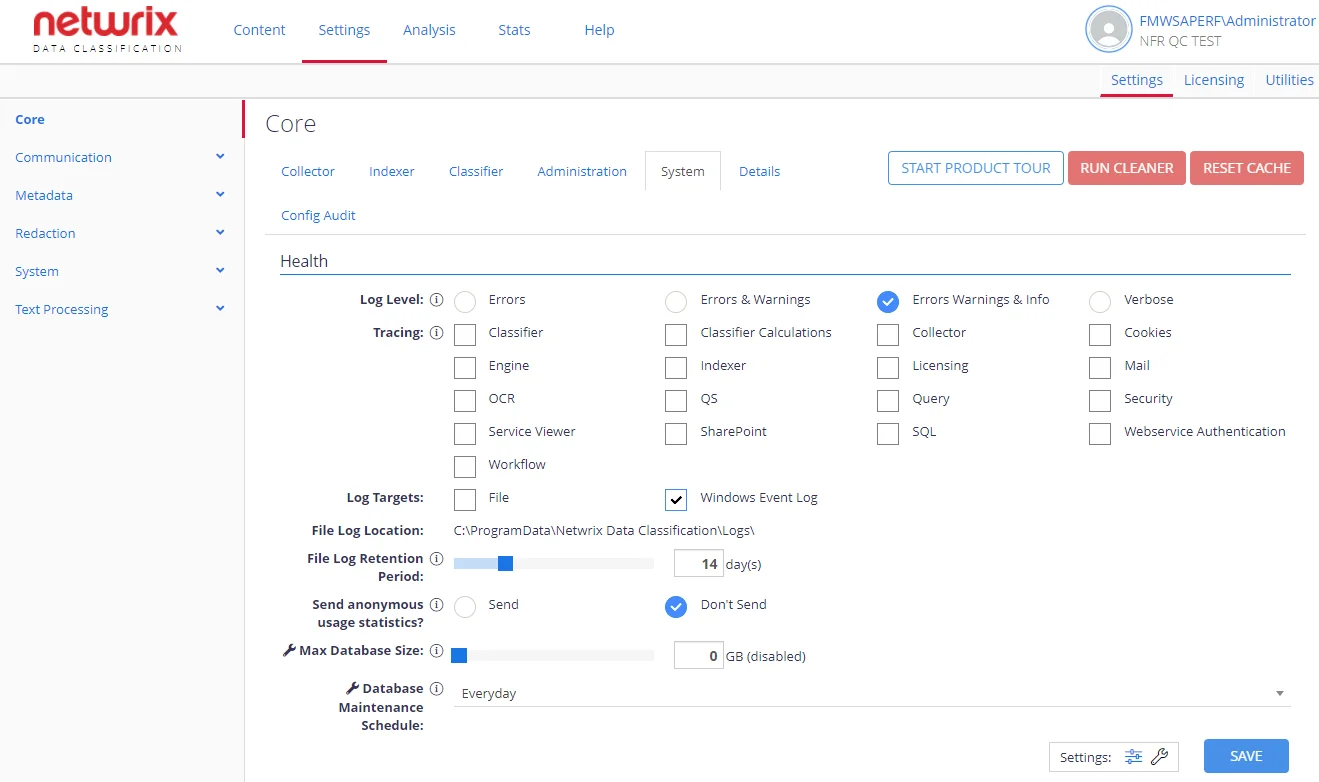 netwrix
DATA CLASSIFICATION
Content Settings Analysis Stats Help
FMWSAPERF\Administrator
NFR QC TEST
Settings Licensing Utilities
Core
Communication
Metadata
Redaction
System
Text Processing
Core
Collector Indexer Classifier Administration System Details
START PRODUCT TOUR RUN CLEANER RESET CACHE
Config Audit
Health
Log Level: Errors Errors & Warnings Errors Warnings & Info Verbose
Tracing: Classifier Classifier Calculations Collector Cookies
Engine Indexer Licensing Mail
OCR QS Query Security
Service Viewer SharePoint SQL Webservice Authentication
Workflow
Log Targets: File Windows Event Log
File Log Location: C:\ProgramData\Netwrix Data Classification\Logs\
File Log Retention
Period:
14 day(s)
Send anonymous
usage statistics?
Send Don't Send
Max Database Size: 0 GB (disabled)
Database
Maintenance
Schedule:
Everyday
Settings: SAVE